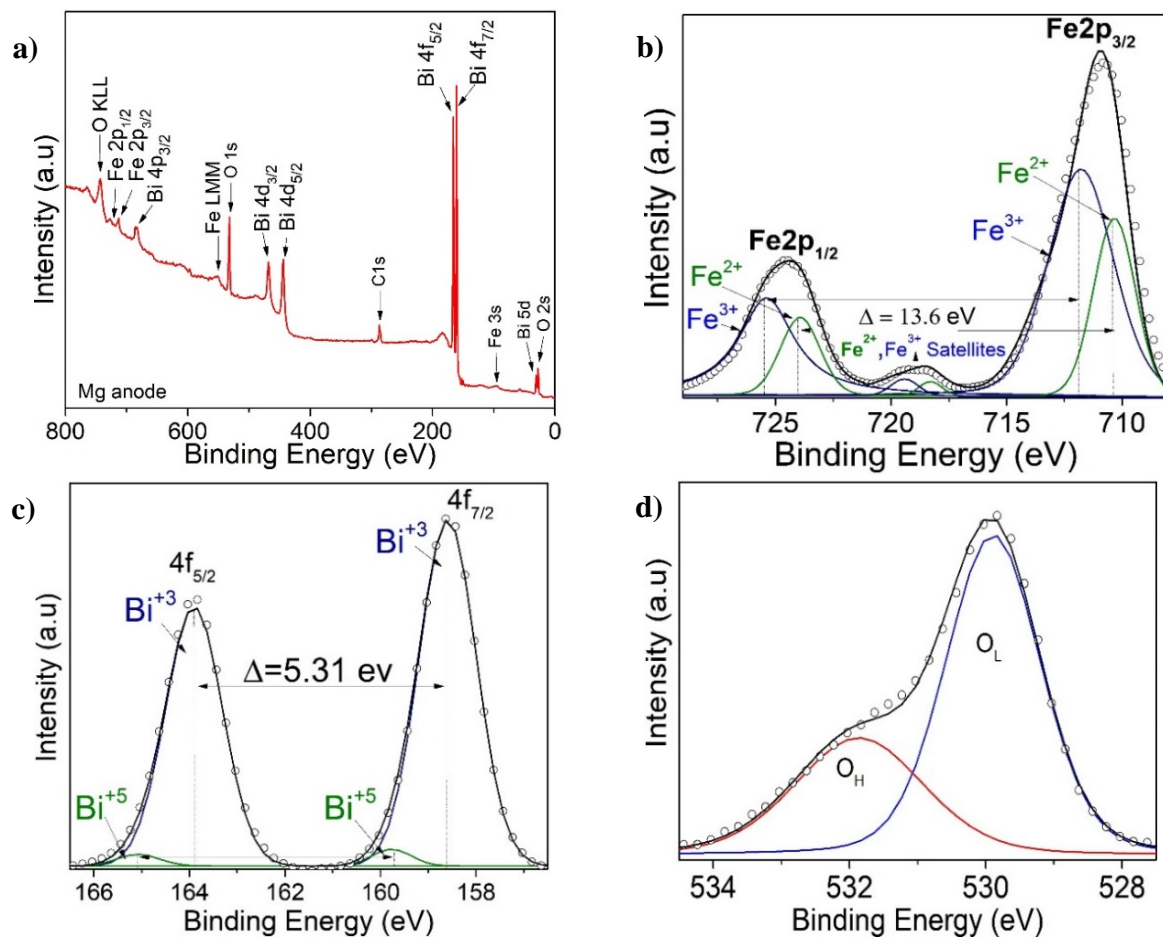 a)
Intensity (a.u)
O KLL
Fe 2p1/2
Fe 2p3/2
Bi 4p3/2
Fe LMM
O 1s
Bi 4d3/2
Bi 4d5/2
C1s
Bi 4f5/2
Bi 4f7/2
Fe 3s
Bi 5d
O 2s
Mg anode
800 600 400 200 0
Binding Energy (eV)
b)
Intensity (a.u)
Fe2p3/2
Fe2+
Fe3+
Fe2p1/2
Fe2+
Fe3+
Δ = 13.6 eV
Fe2+,Fe3+ Satellites
725 720 715 710
Binding Energy (eV)
c)
Intensity (a.u)
4f7/2
Bi+3
4f5/2
Bi+3
Δ=5.31 ev
Bi+5
Bi+5
166 164 162 160 158
Binding Energy (eV)
d)
Intensity (a.u)
OL
OH
534 532 530 528
Binding Energy (eV)